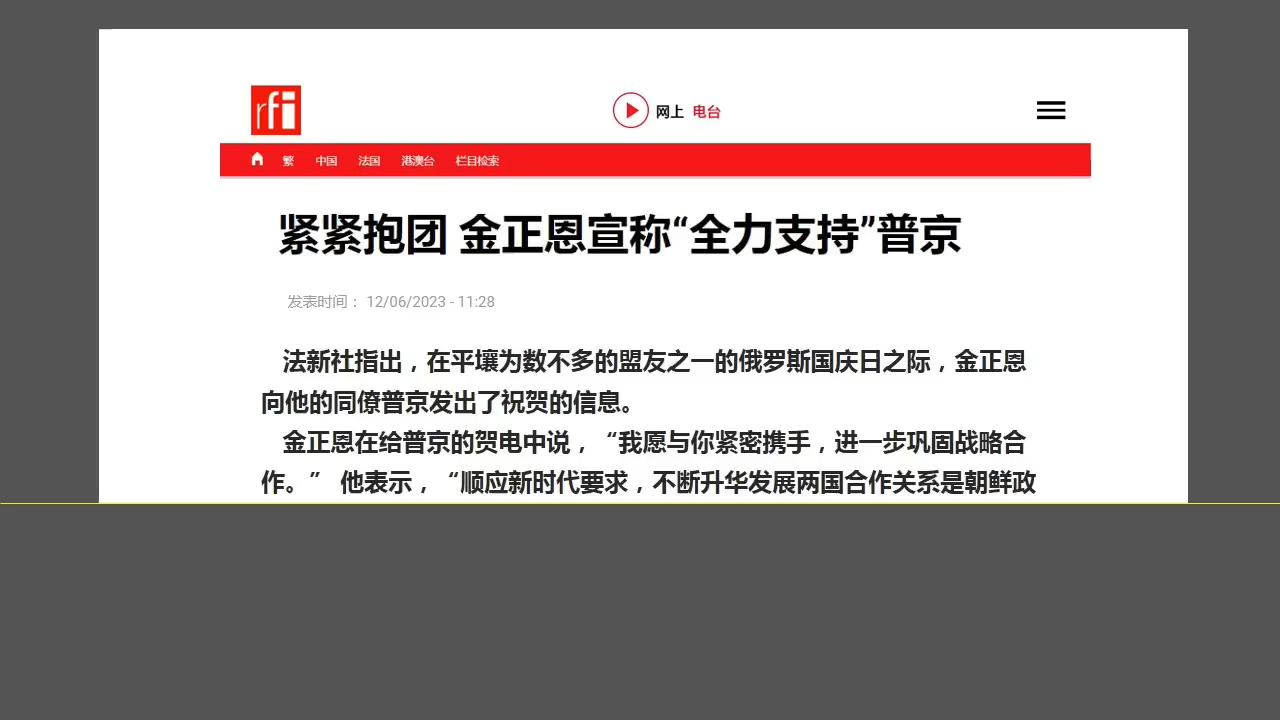 rfi
网上 电台
繁 中国 法国 港澳台 栏目检索
紧紧抱团 金正恩宣称“全力支持”普京
发表时间： 12/06/2023 - 11:28
法新社指出，在平壤为数不多的盟友之一的俄罗斯国庆日之际，金正恩
向他的同僚普京发出了祝贺的信息。
金正恩在给普京的贺电中说，“我愿与你紧密携手，进一步巩固战略合
作。” 他表示，“顺应新时代要求，不断升华发展两国合作关系是朝鲜政